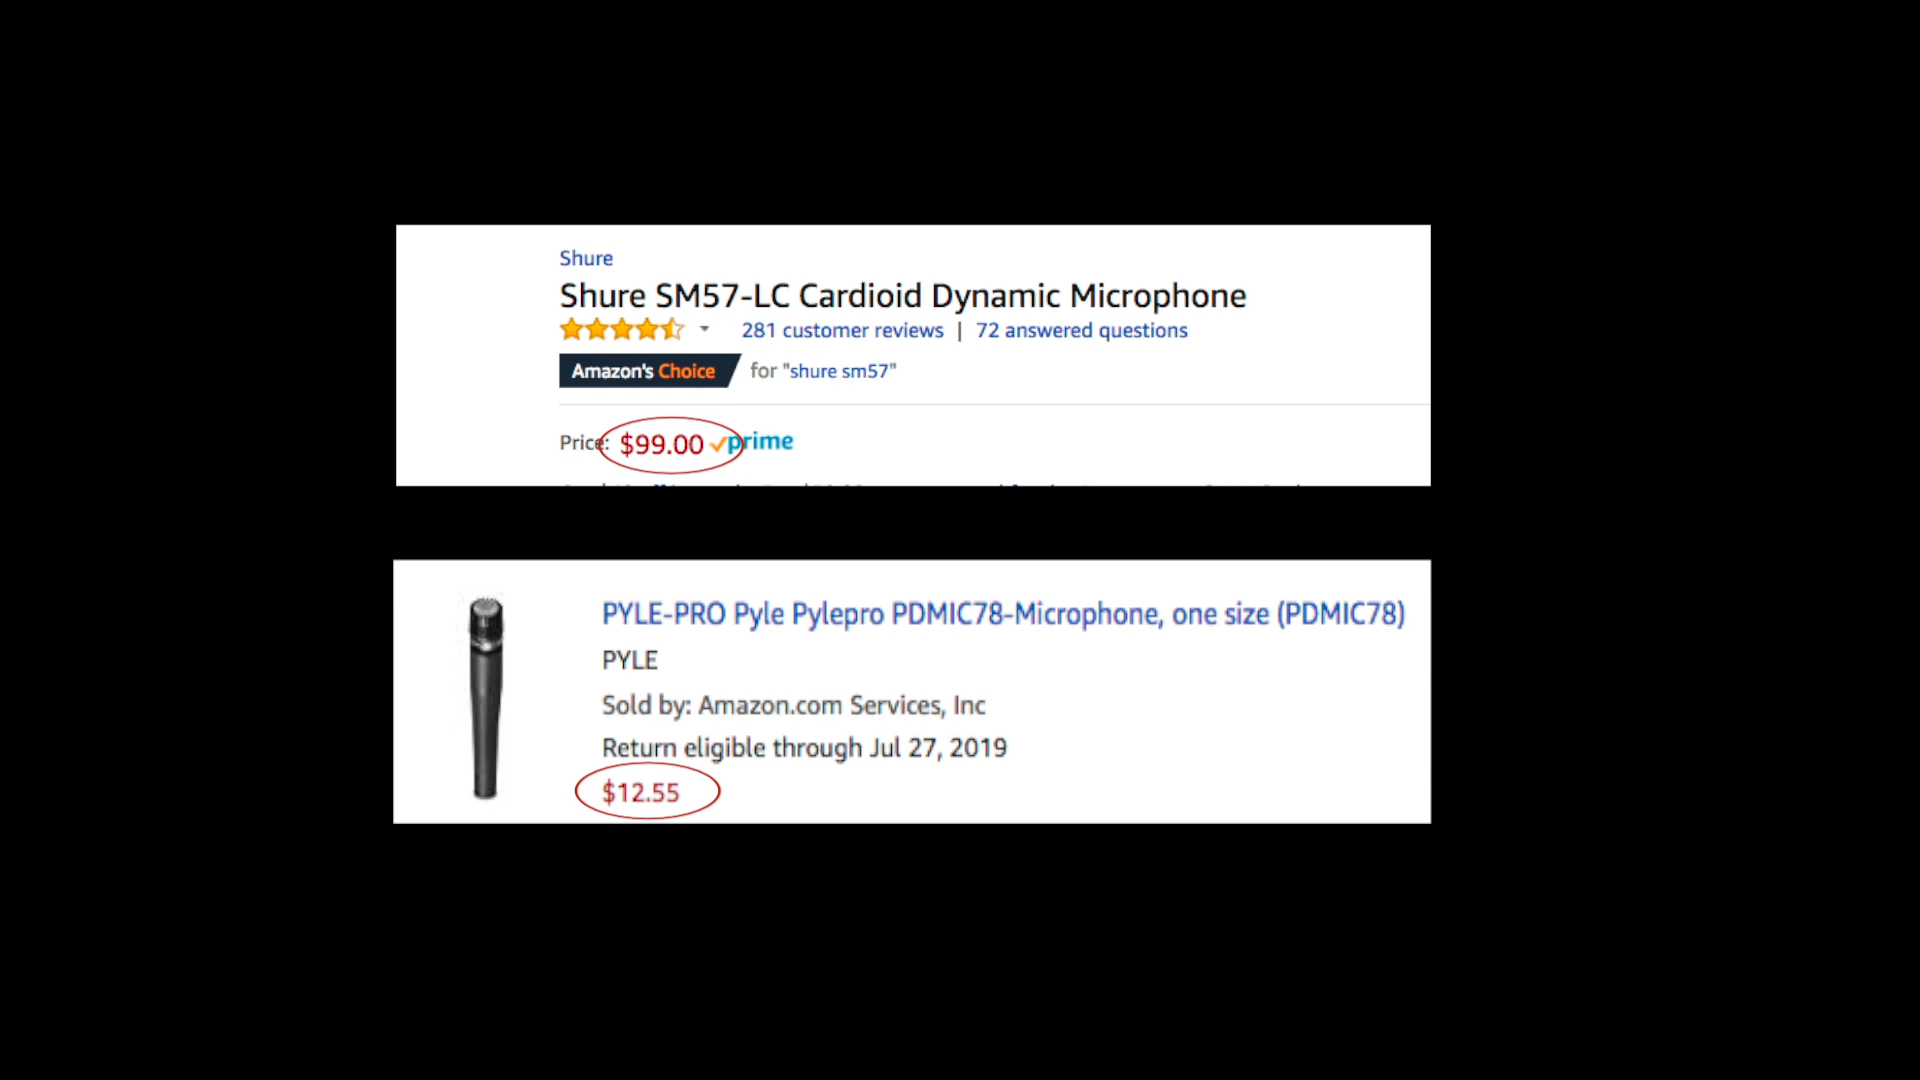 Shure
Shure SM57-LC Cardioid Dynamic Microphone
281 customer reviews | 72 answered questions
Amazon's Choice for "shure sm57"
Price: $99.00 prime
PYLE-PRO Pyle Pylepro PDMIC78-Microphone, one size (PDMIC78)
PYLE
Sold by: Amazon.com Services, Inc
Return eligible through Jul 27, 2019
$12.55